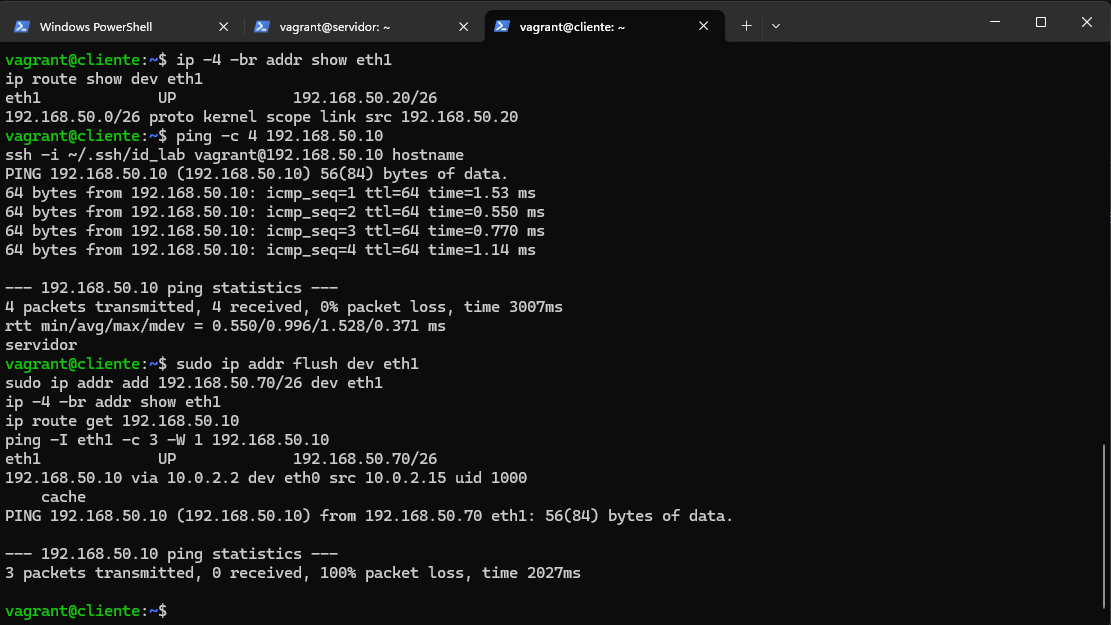 Windows PowerShell
vagrant@servidor: ~
vagrant@cliente: ~
vagrant@cliente:~$ ip -4 -br addr show eth1
ip route show dev eth1
eth1             UP             192.168.50.20/26
192.168.50.0/26 proto kernel scope link src 192.168.50.20
vagrant@cliente:~$ ping -c 4 192.168.50.10
ssh -i ~/.ssh/id_lab vagrant@192.168.50.10 hostname
PING 192.168.50.10 (192.168.50.10) 56(84) bytes of data.
64 bytes from 192.168.50.10: icmp_seq=1 ttl=64 time=1.53 ms
64 bytes from 192.168.50.10: icmp_seq=2 ttl=64 time=0.550 ms
64 bytes from 192.168.50.10: icmp_seq=3 ttl=64 time=0.770 ms
64 bytes from 192.168.50.10: icmp_seq=4 ttl=64 time=1.14 ms
--- 192.168.50.10 ping statistics ---
4 packets transmitted, 4 received, 0% packet loss, time 3007ms
rtt min/avg/max/mdev = 0.550/0.996/1.528/0.371 ms
servidor
vagrant@cliente:~$ sudo ip addr flush dev eth1
sudo ip addr add 192.168.50.70/26 dev eth1
ip -4 -br addr show eth1
ip route get 192.168.50.10
ping -I eth1 -c 3 -W 1 192.168.50.10
eth1             UP             192.168.50.70/26
192.168.50.10 via 10.0.2.2 dev eth0 src 10.0.2.15 uid 1000
    cache
PING 192.168.50.10 (192.168.50.10) from 192.168.50.70 eth1: 56(84) bytes of data.
--- 192.168.50.10 ping statistics ---
3 packets transmitted, 0 received, 100% packet loss, time 2027ms
vagrant@cliente:~$